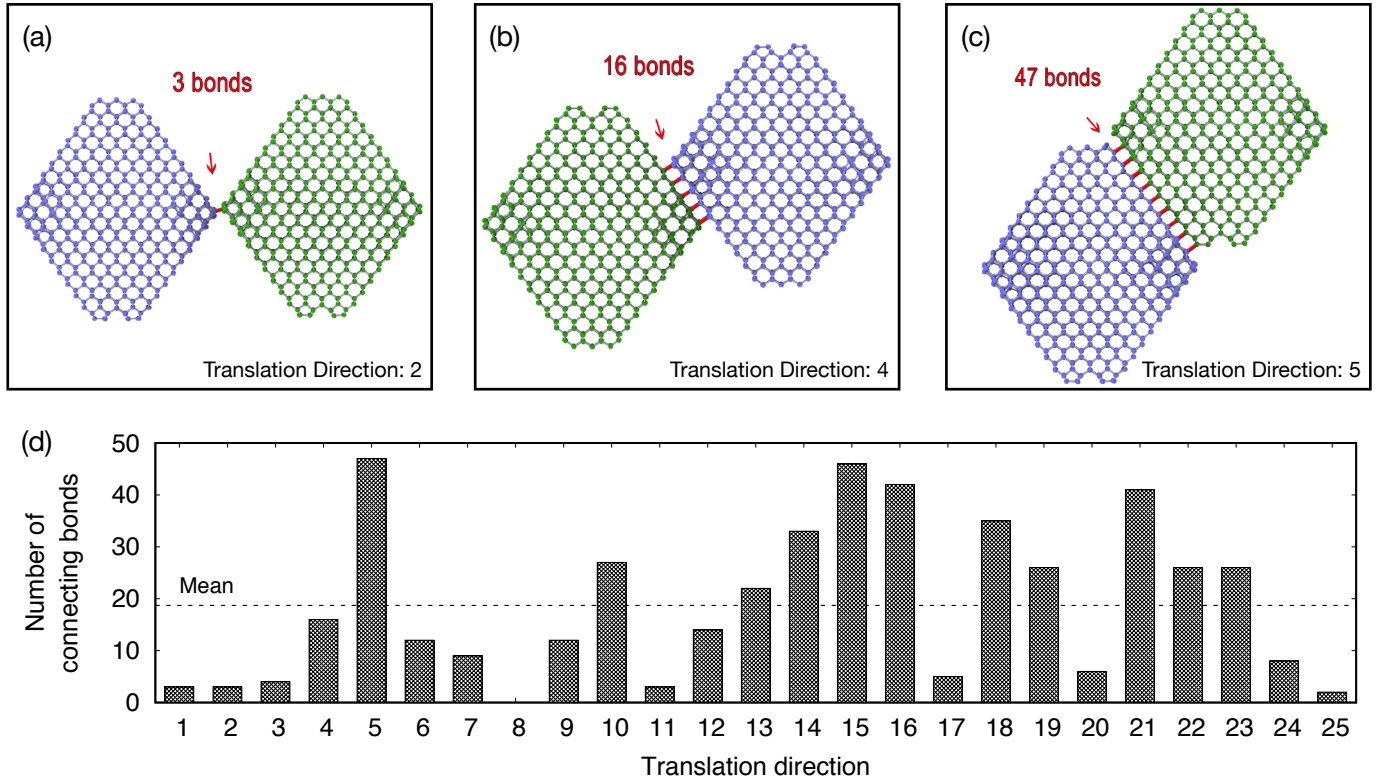 (a)
3 bonds
Translation Direction: 2
(b)
16 bonds
Translation Direction: 4
(c)
47 bonds
Translation Direction: 5
(d)
Number of
connecting bonds
50
40
30
20
10
0
Mean
1 2 3 4 5 6 7 8 9 10 11 12 13 14 15 16 17 18 19 20 21 22 23 24 25
Translation direction